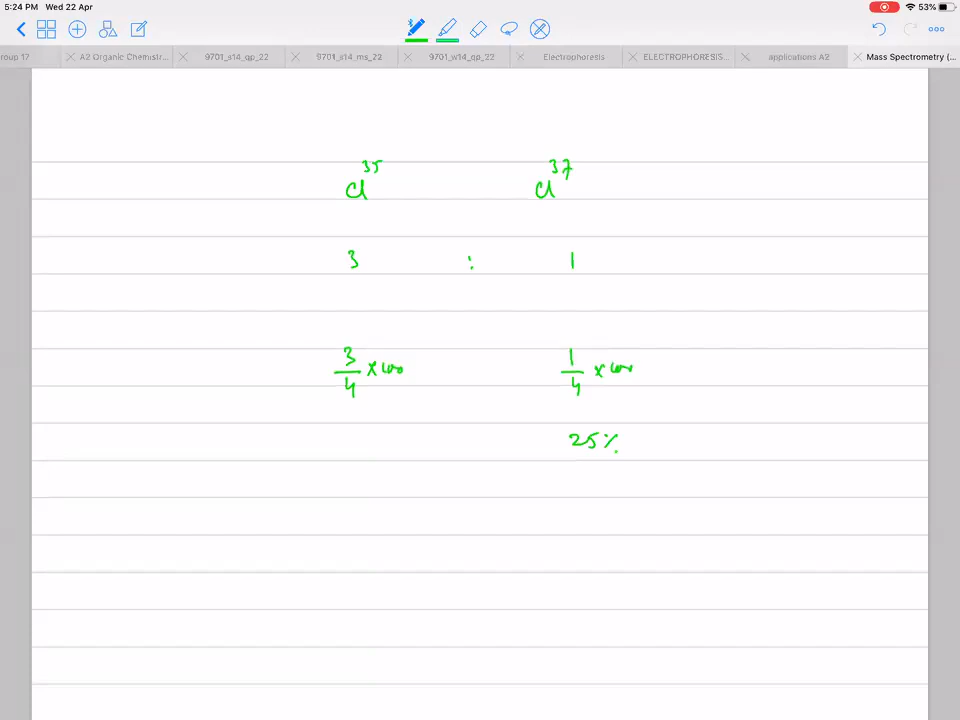 5:24 PM Wed 22 Apr 53%
roup 17 A2 Organic Chemistr... 9701_s14_qp_22 9701_s14_ms_22 9701_w14_qp_22 Electrophoresis ELECTROPHORESIS... applications A2 Mass Spectrometry (...
Cl³⁵ Cl³⁷
3 : 1
3/4 × 100 1/4 × 100
25%